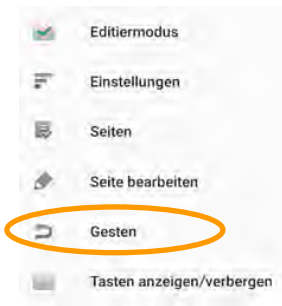 Editiermodus
Einstellungen
Seiten
Seite bearbeiten
Gesten
Tasten anzeigen/verbergen